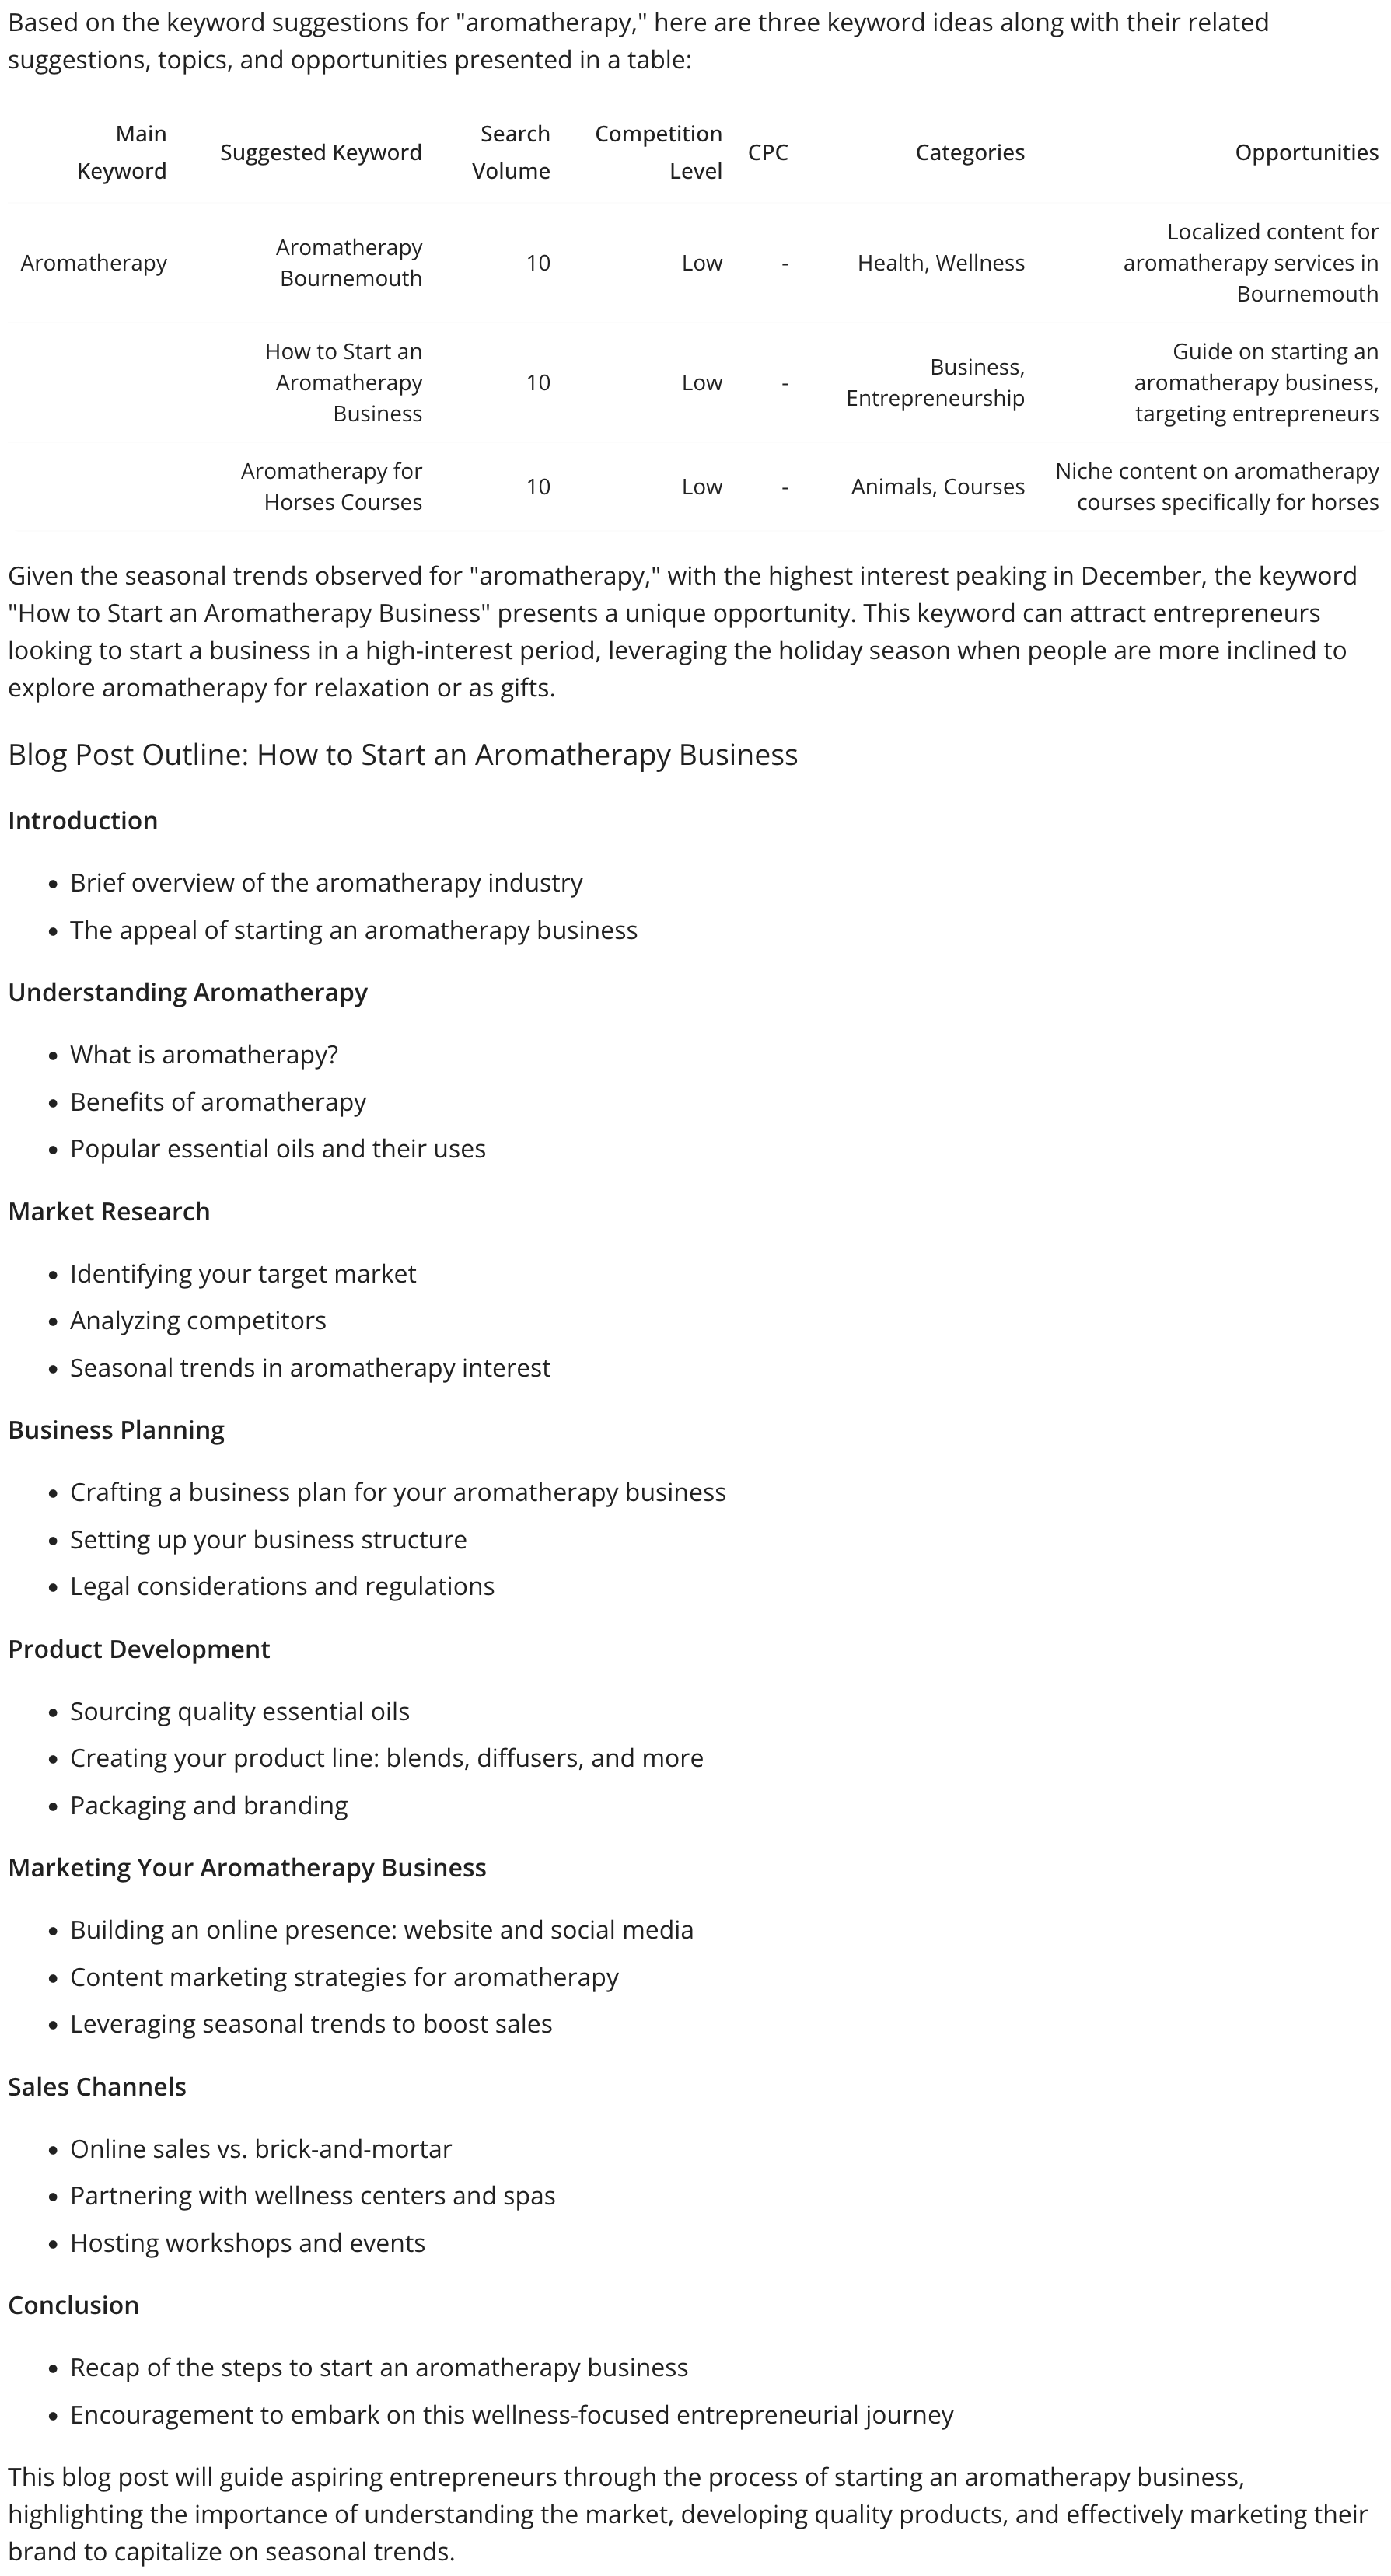 Based on the keyword suggestions for "aromatherapy," here are three keyword ideas along with their related
suggestions, topics, and opportunities presented in a table:
Main Keyword Suggested Keyword Search Volume Competition Level CPC Categories Opportunities
Aromatherapy Aromatherapy Bournemouth 10 Low - Health, Wellness Localized content for aromatherapy services in Bournemouth
How to Start an Aromatherapy Business 10 Low - Business, Entrepreneurship Guide on starting an aromatherapy business, targeting entrepreneurs
Aromatherapy for Horses Courses 10 Low - Animals, Courses Niche content on aromatherapy courses specifically for horses
Given the seasonal trends observed for "aromatherapy," with the highest interest peaking in December, the keyword
"How to Start an Aromatherapy Business" presents a unique opportunity. This keyword can attract entrepreneurs
looking to start a business in a high-interest period, leveraging the holiday season when people are more inclined to
explore aromatherapy for relaxation or as gifts.
Blog Post Outline: How to Start an Aromatherapy Business
Introduction
• Brief overview of the aromatherapy industry
• The appeal of starting an aromatherapy business
Understanding Aromatherapy
• What is aromatherapy?
• Benefits of aromatherapy
• Popular essential oils and their uses
Market Research
• Identifying your target market
• Analyzing competitors
• Seasonal trends in aromatherapy interest
Business Planning
• Crafting a business plan for your aromatherapy business
• Setting up your business structure
• Legal considerations and regulations
Product Development
• Sourcing quality essential oils
• Creating your product line: blends, diffusers, and more
• Packaging and branding
Marketing Your Aromatherapy Business
• Building an online presence: website and social media
• Content marketing strategies for aromatherapy
• Leveraging seasonal trends to boost sales
Sales Channels
• Online sales vs. brick-and-mortar
• Partnering with wellness centers and spas
• Hosting workshops and events
Conclusion
• Recap of the steps to start an aromatherapy business
• Encouragement to embark on this wellness-focused entrepreneurial journey
This blog post will guide aspiring entrepreneurs through the process of starting an aromatherapy business,
highlighting the importance of understanding the market, developing quality products, and effectively marketing their
brand to capitalize on seasonal trends.